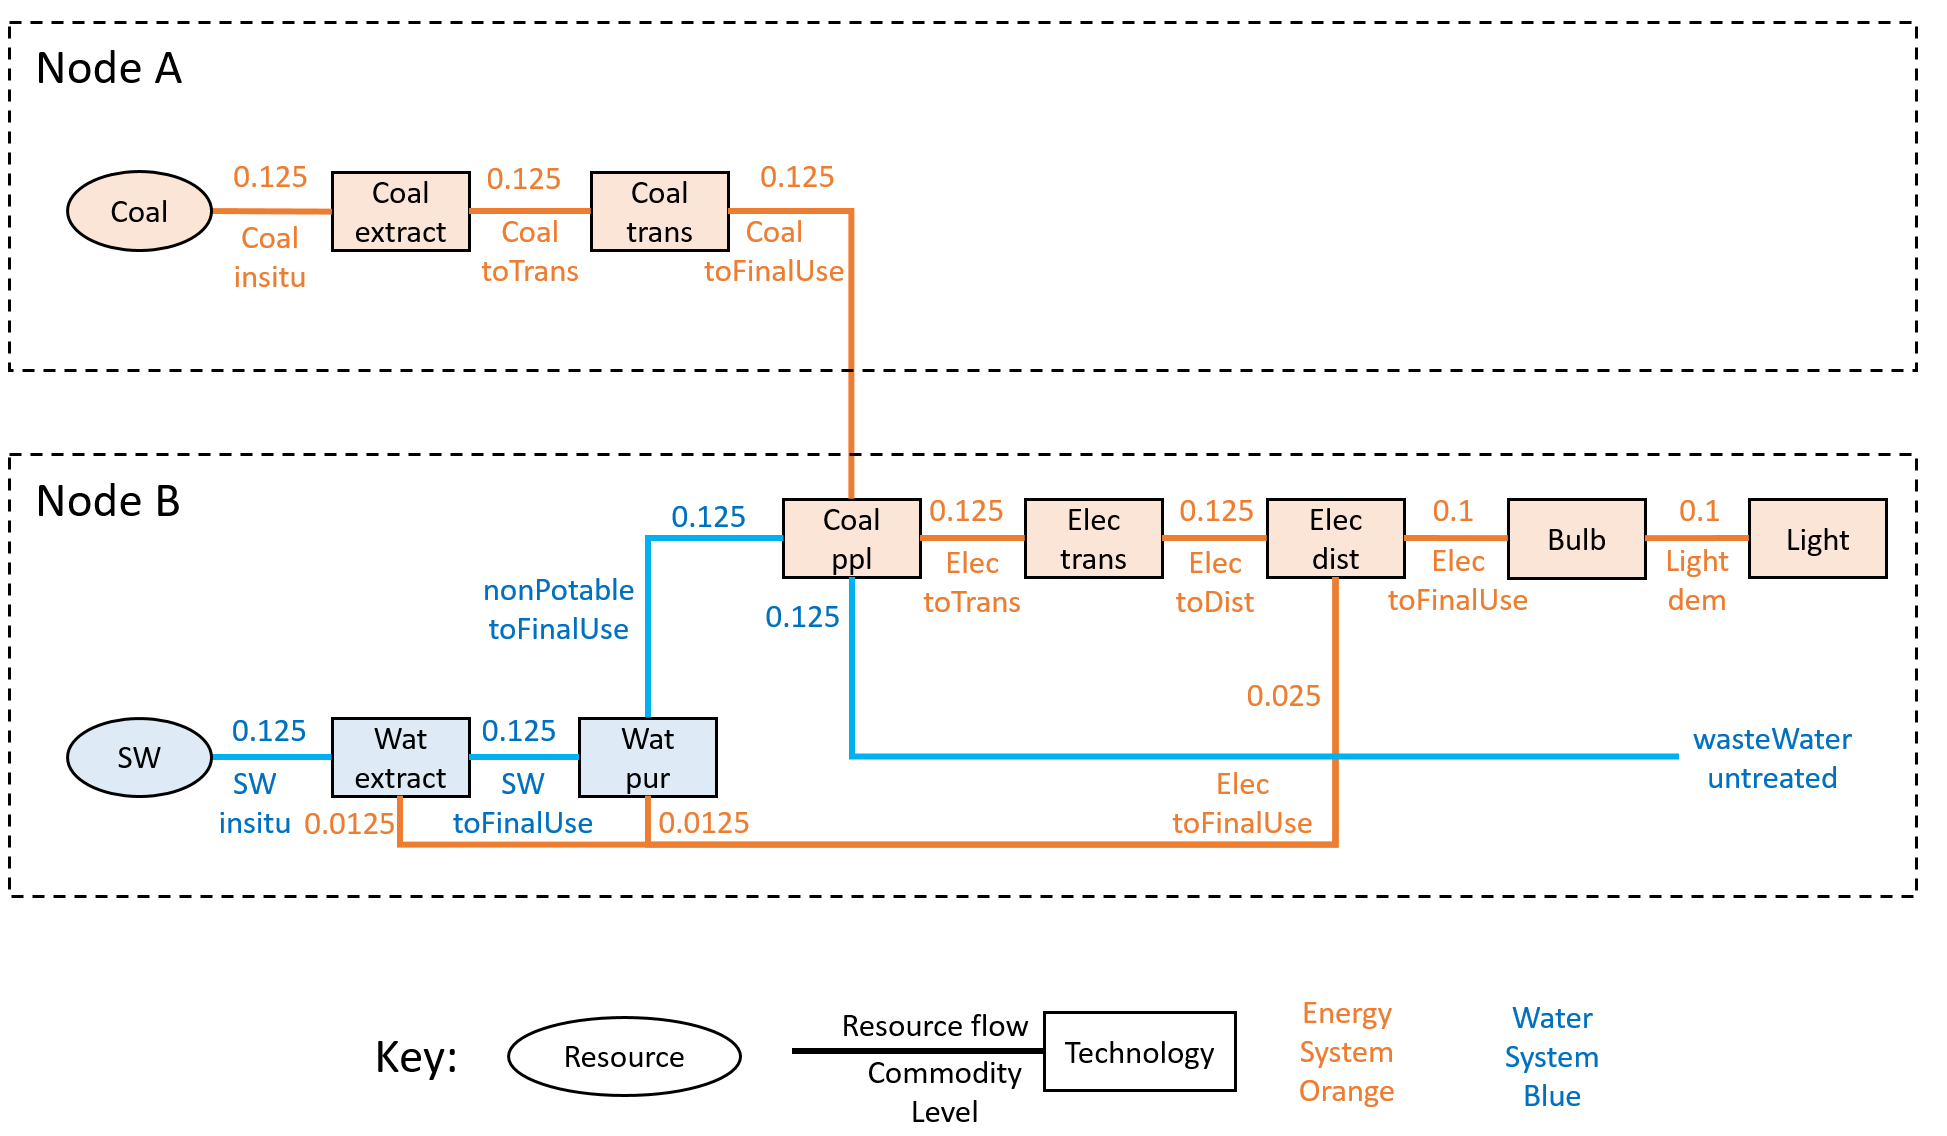 Node A
0.125
0.125
0.125
Coal
Coal
extract
Coal
trans
Coal
insitu
Coal
toTrans
Coal
toFinalUse
Node B
0.125
Coal
ppl
0.125
Elec
trans
0.125
Elec
dist
0.1
Bulb
0.1
Light
Elec
toTrans
Elec
toDist
Elec
toFinalUse
Light
dem
nonPotable
toFinalUse
0.125
0.025
SW
0.125
Wat
extract
0.125
Wat
pur
wasteWater
untreated
SW
insitu
0.0125
SW
toFinalUse
0.0125
Elec
toFinalUse
Key:
Resource
Resource flow
Commodity
Level
Technology
Energy
System
Orange
Water
System
Blue